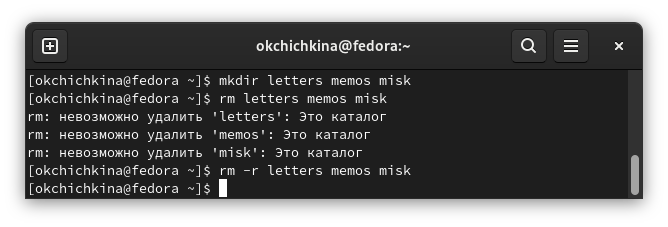 okchichkina@fedora:~
[okchichkina@fedora ~]$ mkdir letters memos misk
[okchichkina@fedora ~]$ rm letters memos misk
rm: невозможно удалить 'letters': Это каталог
rm: невозможно удалить 'memos': Это каталог
rm: невозможно удалить 'misk': Это каталог
[okchichkina@fedora ~]$ rm -r letters memos misk
[okchichkina@fedora ~]$